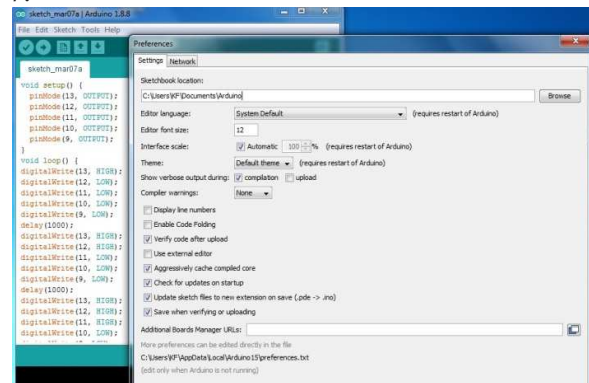 sketch_mar07a | Arduino 1.8.8
File Edit Sketch Tools Help
sketch_mar07a
void setup() {
pinMode(13, OUTPUT);
pinMode(12, OUTPUT);
pinMode(11, OUTPUT);
pinMode(10, OUTPUT);
pinMode(9, OUTPUT);
}
void loop() {
digitalWrite(13, HIGH);
digitalWrite(12, LOW);
digitalWrite(11, LOW);
digitalWrite(10, LOW);
digitalWrite(9, LOW);
delay(1000);
digitalWrite(13, HIGH);
digitalWrite(12, HIGH);
digitalWrite(11, LOW);
digitalWrite(10, LOW);
digitalWrite(9, LOW);
delay(1000);
digitalWrite(13, HIGH);
digitalWrite(12, HIGH);
digitalWrite(11, HIGH);
digitalWrite(10, LOW);
Preferences
Settings Network
Sketchbook location:
C:\Users\KF\Documents\Arduino Browse
Editor language: System Default (requires restart of Arduino)
Editor font size: 12
Interface scale: Automatic 100 % (requires restart of Arduino)
Theme: Default theme (requires restart of Arduino)
Show verbose output during: compilation upload
Compiler warnings: None
Display line numbers
Enable Code Folding
Verify code after upload
Use external editor
Aggressively cache compiled core
Check for updates on startup
Update sketch files to new extension on save (.pde -> .ino)
Save when verifying or uploading
Additional Boards Manager URLs:
More preferences can be edited directly in the file
C:\Users\KF\AppData\Local\Arduino15\preferences.txt
(edit only when Arduino is not running)